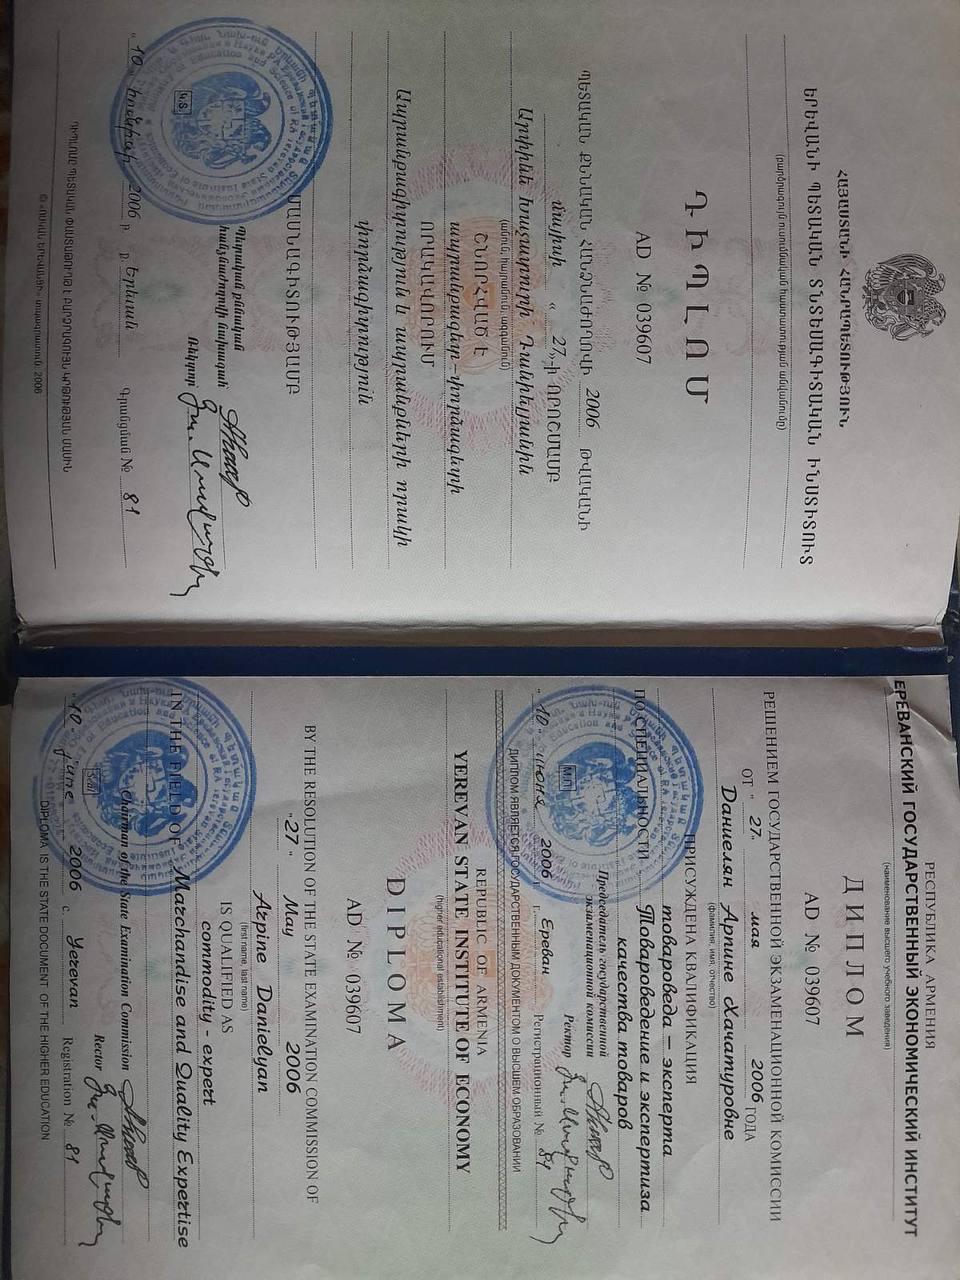 ՀԱՅԱՍՏԱՆԻ ՀԱՆՐԱՊԵՏՈՒԹՅՈՒՆ
ԵՐԵՎԱՆԻ ՊԵՏԱԿԱՆ ՏՆՏԵՍԱԳԻՏԱԿԱՆ ԻՆՍՏԻՏՈՒՏ
(բարձրագույն ուսումնական հաստատության անվանումը)
ԴԻՊԼՈՄ
AD № 039607
ՊԵՏԱԿԱՆ ՔՆՆԱԿԱՆ ՀԱՆՁՆԱԺՈՂՈՎԻ 2006 ԹՎԱԿԱՆԻ
մայիսի « 27»-ի ՈՐՈՇՄԱՄԲ
Արփինե Խաչատուրի Դանիելյանին
(անուն, հայրանուն, ազգանուն)
ՇՆՈՐՀՎԱԾ Է
ապրանքագետ-փորձագետի
ՈՐԱԿԱՎՈՐՈՒՄ
Ապրանքագիտություն և ապրանքների որակի
փորձագիտություն
ՄԱՍՆԱԳԻՏՈՒԹՅԱՄԲ
Պետական քննական
հանձնաժողովի նախագահ
Ռեկտոր
Կ.Տ.
« 10 » հունիսի 2006 թ. ք. Երևան Գրանցման № 81
ԴԻՊԼՈՄԸ ՊԵՏԱԿԱՆ ՓԱՍՏԱԹՈՒՂԹ Է ԲԱՐՁՐԱԳՈՒՅՆ ԿՐԹՈՒԹՅԱՆ ՄԱՍԻՆ
© «ՈՍԿԱՆ ԵՐԵՎԱՆՑԻ» տպագրատուն. 2006
РЕСПУБЛИКА АРМЕНИЯ
ЕРЕВАНСКИЙ ГОСУДАРСТВЕННЫЙ ЭКОНОМИЧЕСКИЙ ИНСТИТУТ
(наименование высшего учебного заведения)
ДИПЛОМ
AD № 039607
РЕШЕНИЕМ ГОСУДАРСТВЕННОЙ ЭКЗАМЕНАЦИОННОЙ КОМИССИИ
ОТ " 27" мая 2006 ГОДА
Даниелян Арпине Хачатуровне
(фамилия, имя, отчество)
ПРИСУЖДЕНА КВАЛИФИКАЦИЯ
товароведа – эксперта
ПО СПЕЦИАЛЬНОСТИ Товароведение и экспертиза
качества товаров
Председатель государственной
экзаменационной комиссии
Ректор
М.П.
" 10 " июня 2006 г. г. Ереван Регистрационный № 81
ДИПЛОМ ЯВЛЯЕТСЯ ГОСУДАРСТВЕННЫМ ДОКУМЕНТОМ О ВЫСШЕМ ОБРАЗОВАНИИ
REPUBLIC OF ARMENIA
YEREVAN STATE INSTITUTE OF ECONOMY
(higher educational establishment)
DIPLOMA
AD № 039607
BY THE RESOLUTION OF THE STATE EXAMINATION COMMISSION OF
"27" May 2006
Arpine Danielyan
(first name, last name)
IS QUALIFIED AS
commodity - expert
IN THE FIELD OF Marchandise and Quality Expertise
Chairman of the State Examination Commission
Rector
Seal
"10" june 2006 c. Yerevan Registration № 81
DIPLOMA IS THE STATE DOCUMENT OF THE HIGHER EDUCATION